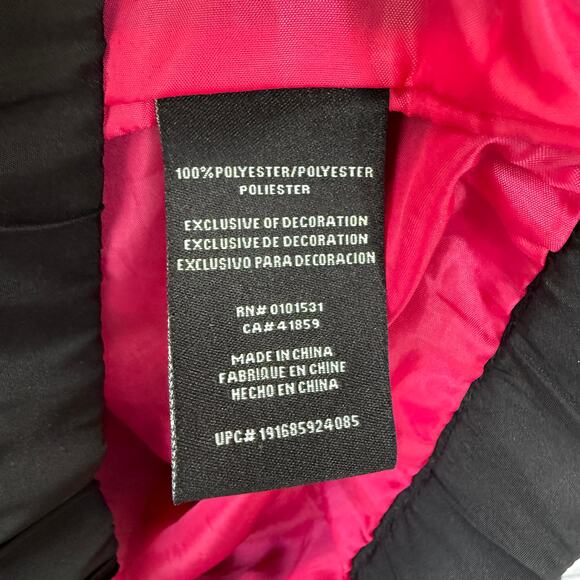 100% POLYESTER/POLYESTER
POLIESTER
EXCLUSIVE OF DECORATION
EXCLUSIVE DE DECORATION
EXCLUSIVO PARA DECORACION
RN# 0101531
CA# 41859
MADE IN CHINA
FABRIQUE EN CHINE
HECHO EN CHINA
UPC# 191685924085